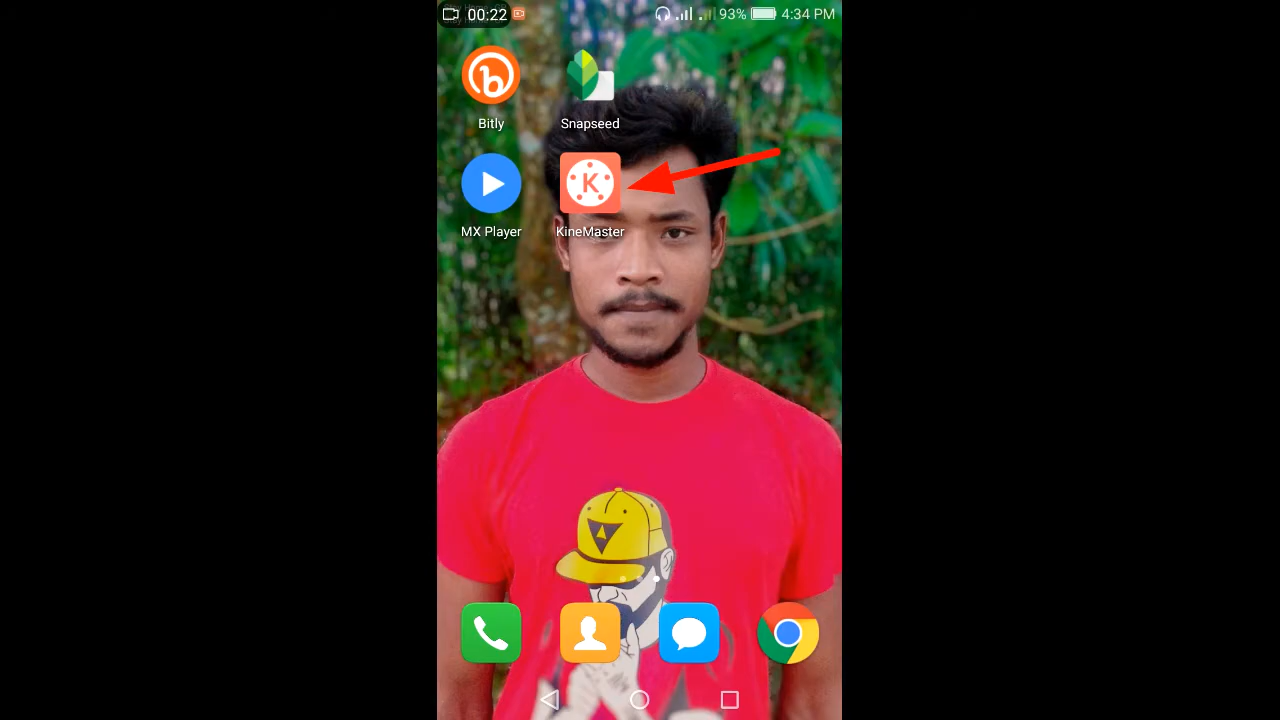 00:22
93% 4:34 PM
Bitly
Snapseed
MX Player
K
KineMaster